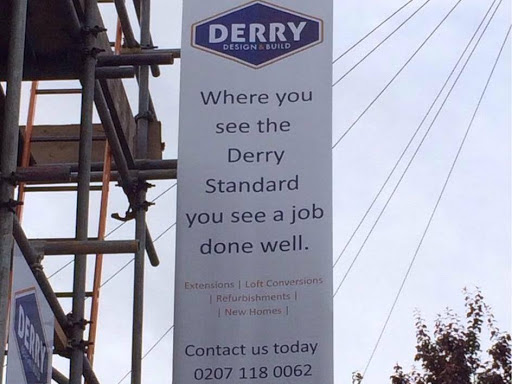 DERRY
DESIGN & BUILD
Where you
see the
Derry
Standard
you see a job
done well.
Extensions | Loft Conversions
| Refurbishments |
| New Homes |
Contact us today
0207 118 0062
DERRY